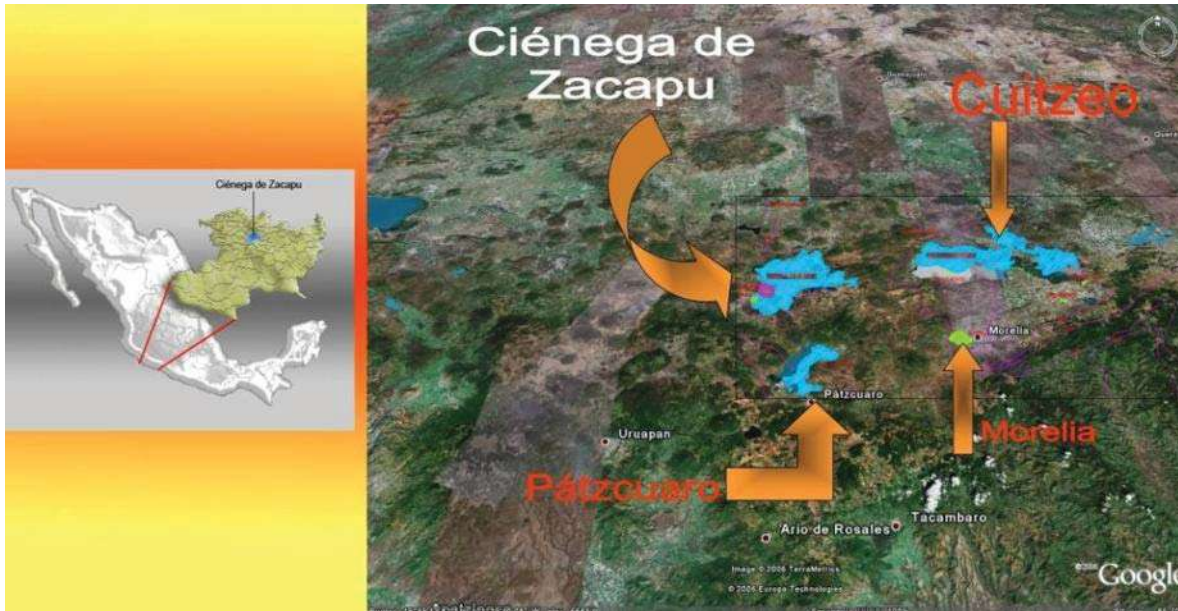 Ciénega de Zacapu
Ciénega de
Zacapu
Cuitzeo
Morelia
Pátzcuaro
Uruapan
Morelia
Pátzcuaro
Tacambaro
Ario de Rosales
Image © 2006 TerraMetrics
© 2006 Europa Technologies
©2006 Google